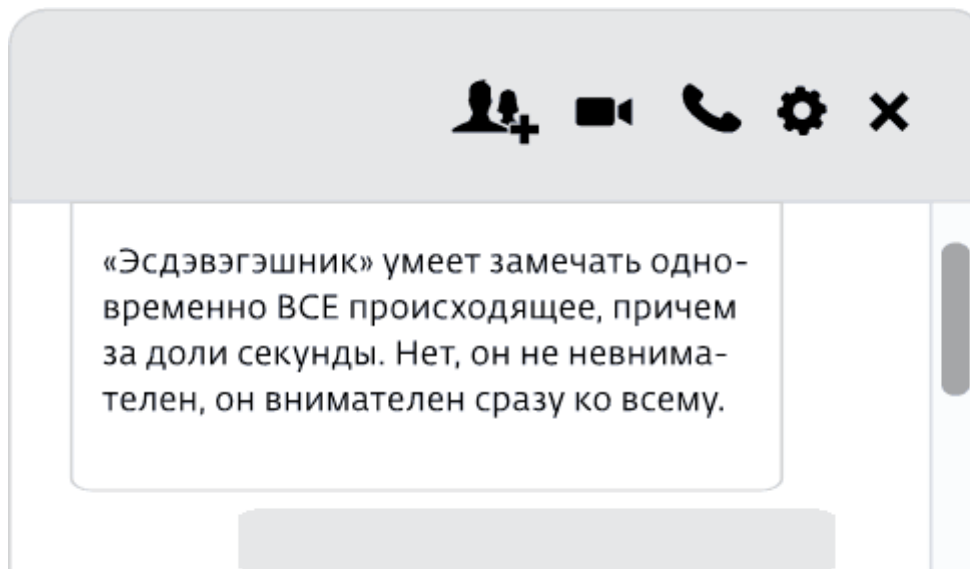 «Эсдэвэгэшник» умеет замечать одно-
временно ВСЕ происходящее, причем
за доли секунды. Нет, он не невнима-
телен, он внимателен сразу ко всему.